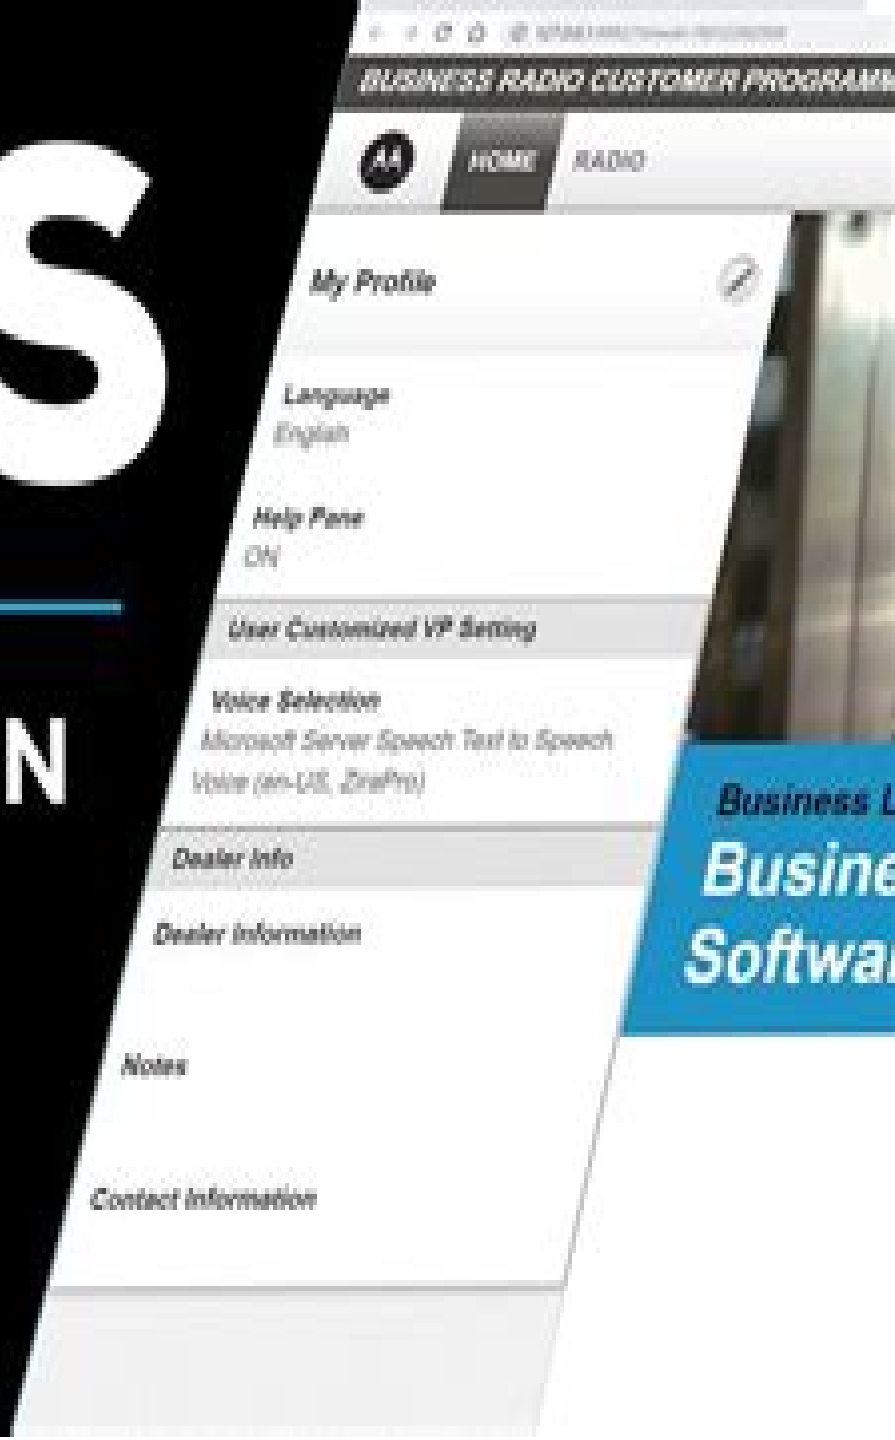 S
N
BUSINESS RADIO CUSTOMER PROGRAMM
HOME RADIO
My Profile
Language
English
Help Pane
ON
User Customized VP Setting
Voice Selection
Microsoft Server Speech Text to Speech
Voice (en-US, ZiraPro)
Dealer Info
Dealer Information
Notes
Contact Information
Business L
Busine
Softwar